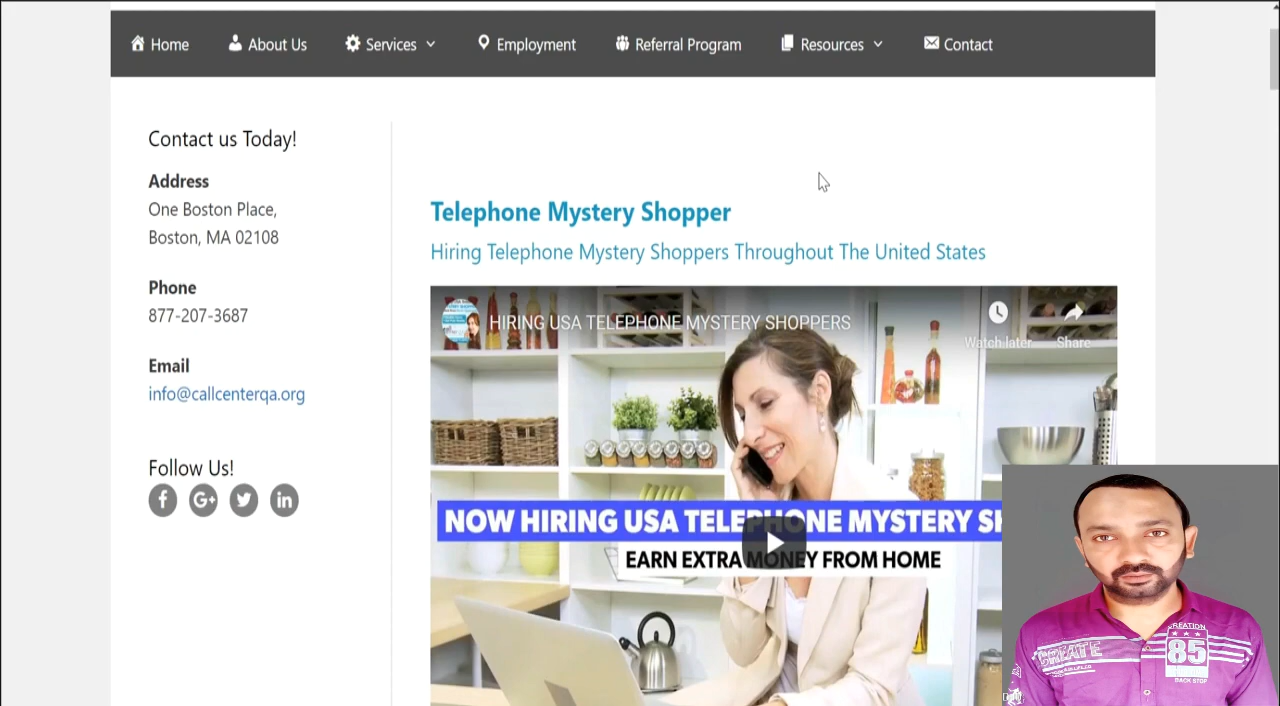 Home
About Us
Services
Employment
Referral Program
Resources
Contact
Contact us Today!
Address
One Boston Place,
Boston, MA 02108
Phone
877-207-3687
Email
info@callcenterqa.org
Follow Us!
Telephone Mystery Shopper
Hiring Telephone Mystery Shoppers Throughout The United States
HIRING USA TELEPHONE MYSTERY SHOPPERS
Watch later
Share
NOW HIRING USA TELEPHONE MYSTERY SH
EARN EXTRA MONEY FROM HOME
CREATE
CREATION
85
BACK STOP